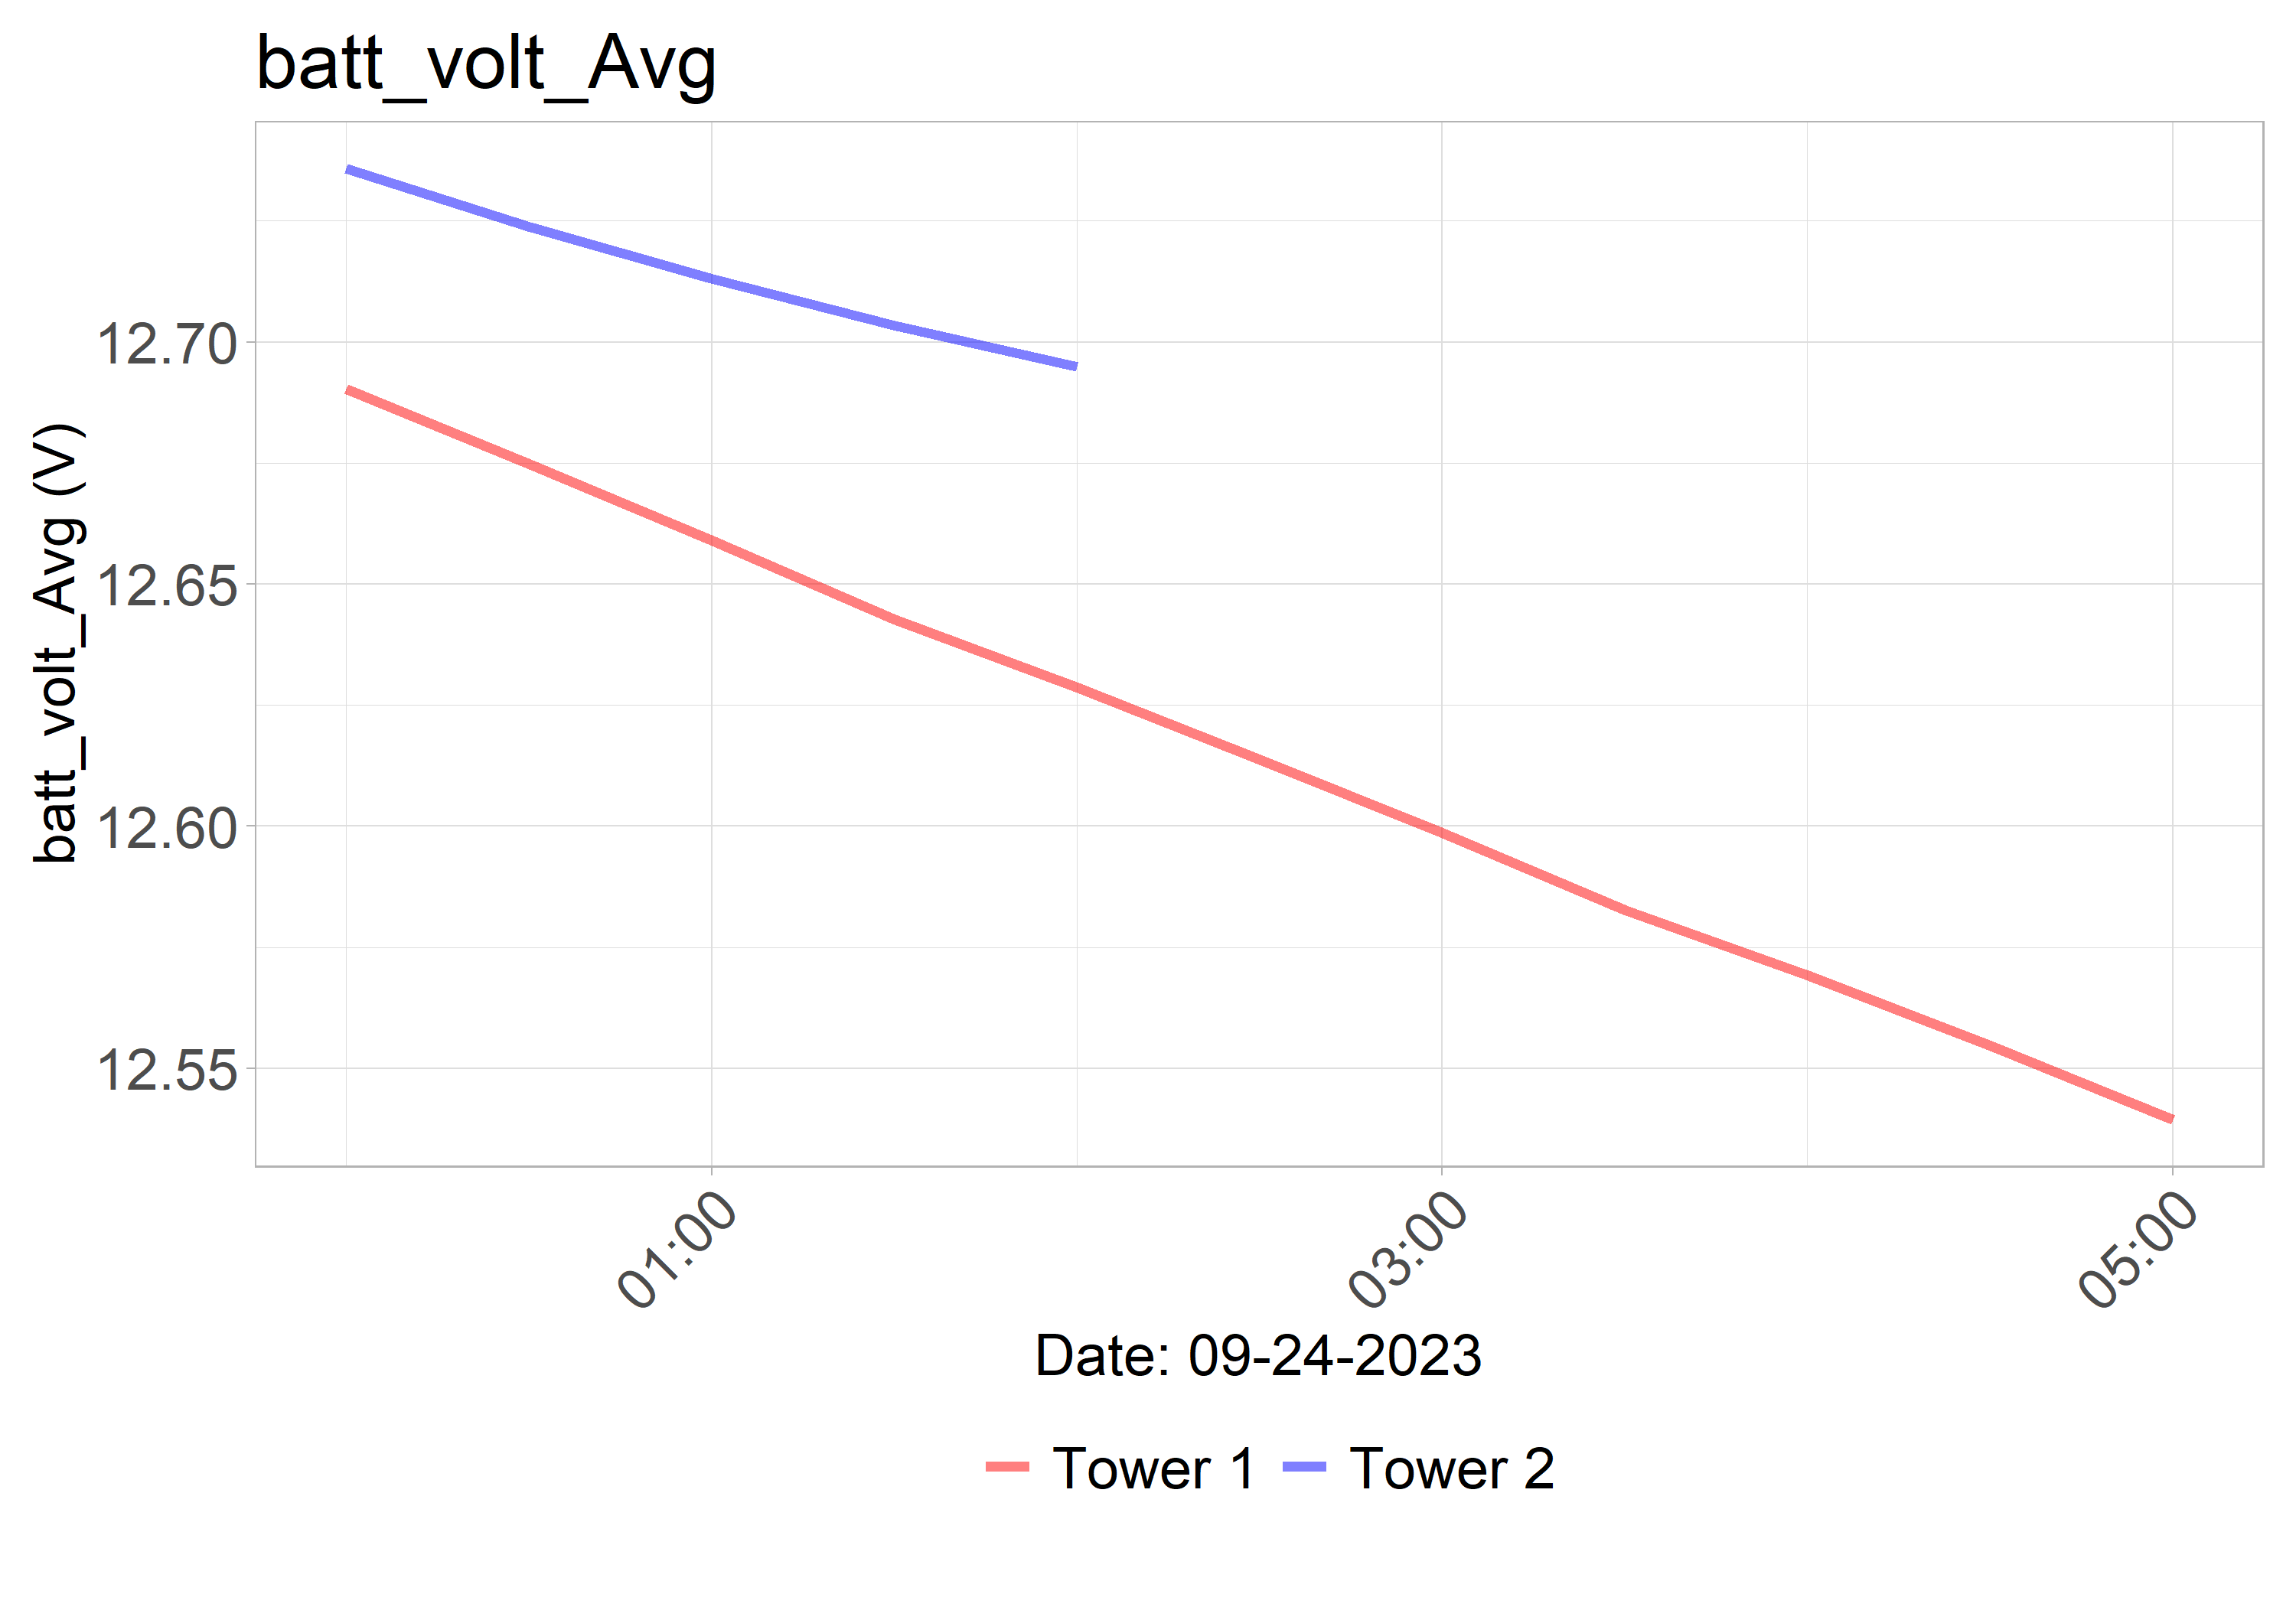 batt_volt_Avg
batt_volt_Avg (V)
12.70
12.65
12.60
12.55
01:00
03:00
05:00
Date: 09-24-2023
Tower 1
Tower 2